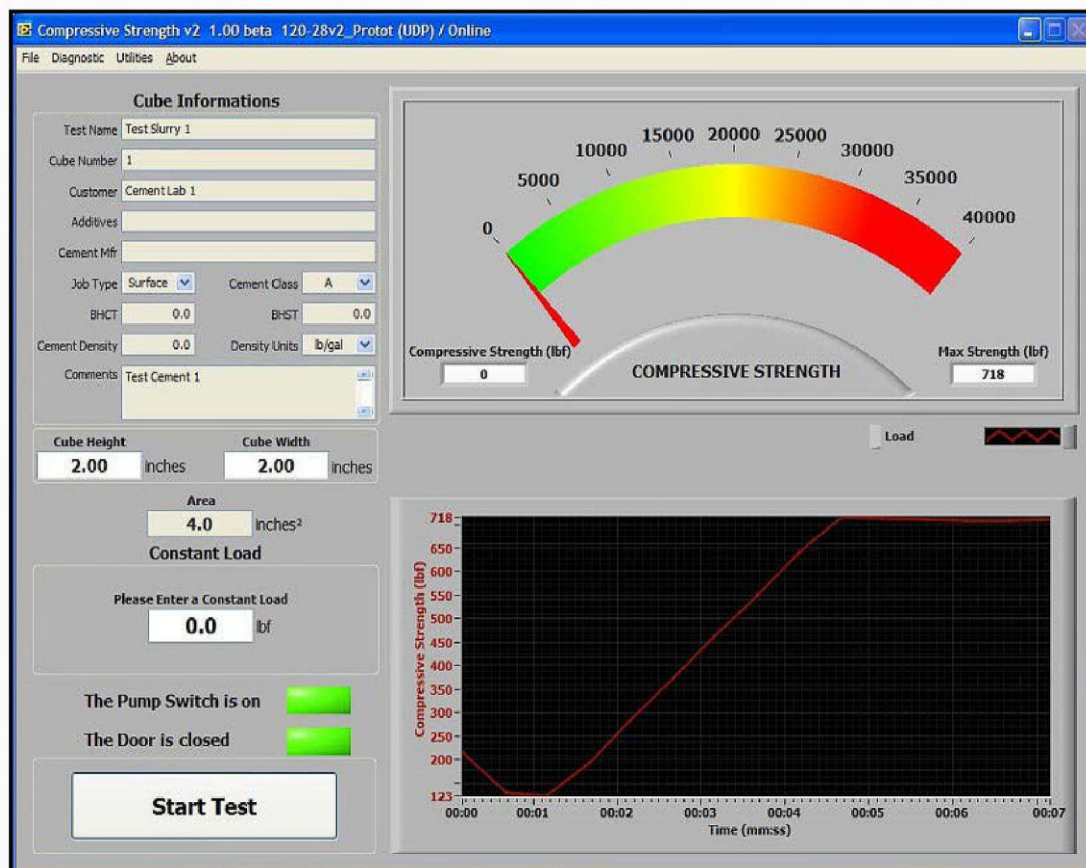 Compressive Strength v2 1.00 beta 120-28v2_Protot (UDP) / Online
File Diagnostic Utilities About
Cube Informations
Test Name Test Slurry 1
Cube Number 1
Customer Cement Lab 1
Additives
Cement Mfr
Job Type Surface Cement Class A
BHCT 0.0 BHST 0.0
Cement Density 0.0 Density Units lb/gal
Comments Test Cement 1
Cube Height Cube Width
2.00 inches 2.00 inches
Area
4.0 inches²
Constant Load
Please Enter a Constant Load
0.0 lbf
The Pump Switch is on
The Door is closed
Start Test
0 5000 10000 15000 20000 25000 30000 35000 40000
Compressive Strength (lbf) Max Strength (lbf)
0 COMPRESSIVE STRENGTH 718
Load
Compressive Strength (lbf)
718
650
600
550
500
450
400
350
300
250
200
123
00:00 00:01 00:02 00:03 00:04 00:05 00:06 00:07
Time (mm:ss)